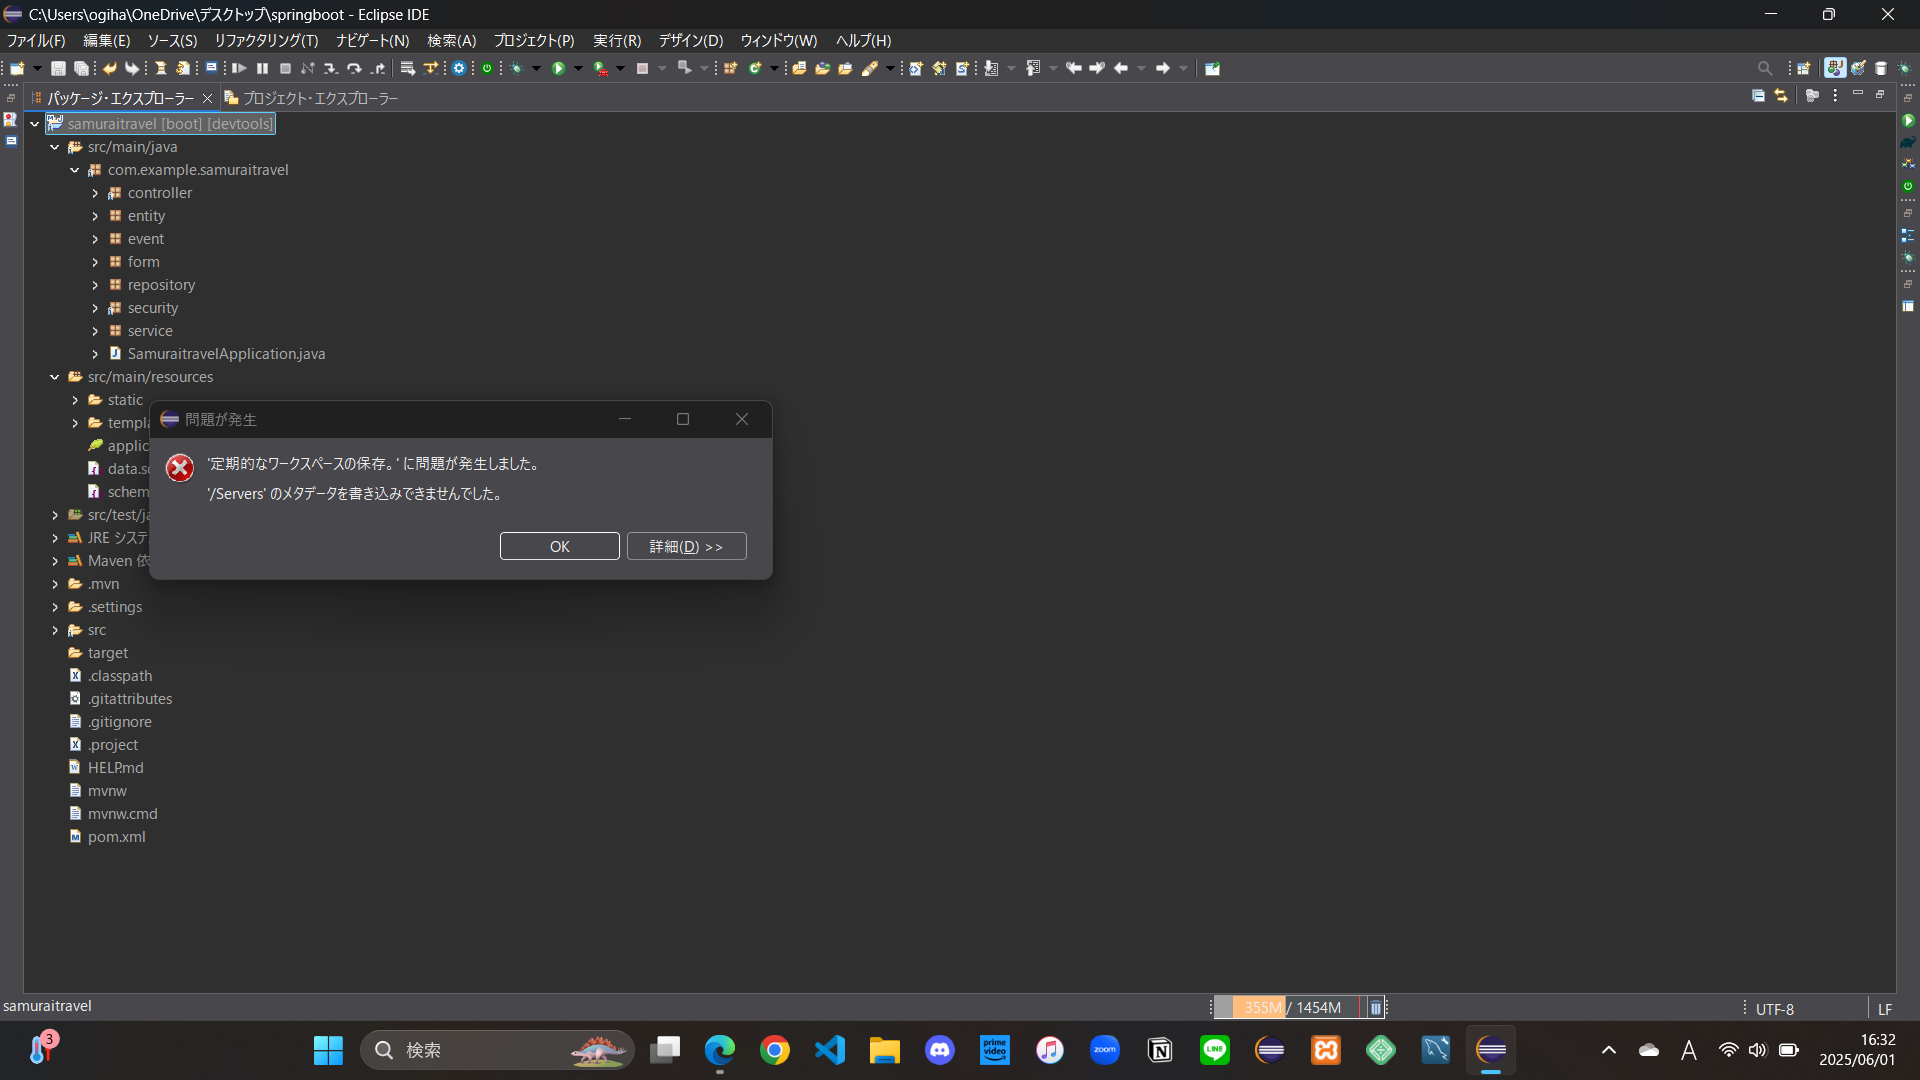 C:\Users\ogiha\OneDrive\デスクトップ\springboot - Eclipse IDE
ファイル(F) 編集(E) ソース(S) リファクタリング(T) ナビゲート(N) 検索(A) プロジェクト(P) 実行(R) デザイン(D) ウィンドウ(W) ヘルプ(H)
パッケージ・エクスプローラー プロジェクト・エクスプローラー
samuraitravel [boot] [devtools]
src/main/java
com.example.samuraitravel
controller
entity
event
form
repository
security
service
SamuraitravelApplication.java
src/main/resources
static
templa
applic
data.s
schem
src/test/ja
JRE システ
Maven 依
.mvn
.settings
src
target
.classpath
.gitattributes
.gitignore
.project
HELP.md
mvnw
mvnw.cmd
pom.xml
問題が発生
'定期的なワークスペースの保存。' に問題が発生しました。
'/Servers' のメタデータを書き込みできませんでした。
OK 詳細(D) >>
samuraitravel 355M / 1454M UTF-8 LF
3 検索 prime video zoom LINE A 16:32
2025/06/01